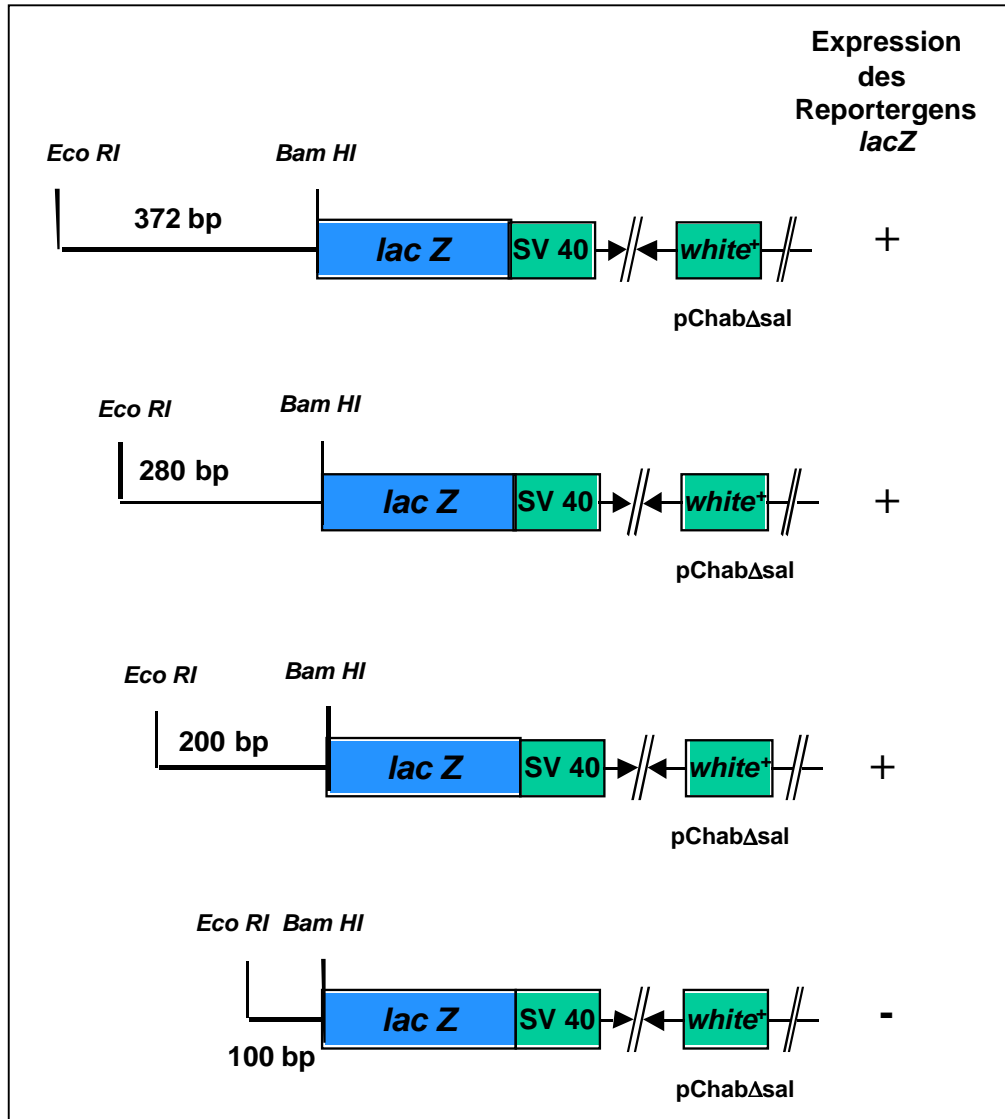 Expression
des
Reportergens
lacZ
Eco RI Bam HI
372 bp
lac Z SV 40 white+ +
pChabΔsal
Eco RI Bam HI
280 bp
lac Z SV 40 white+ +
pChabΔsal
Eco RI Bam HI
200 bp
lac Z SV 40 white+ +
pChabΔsal
Eco RI Bam HI
lac Z SV 40 white+ -
100 bp
pChabΔsal